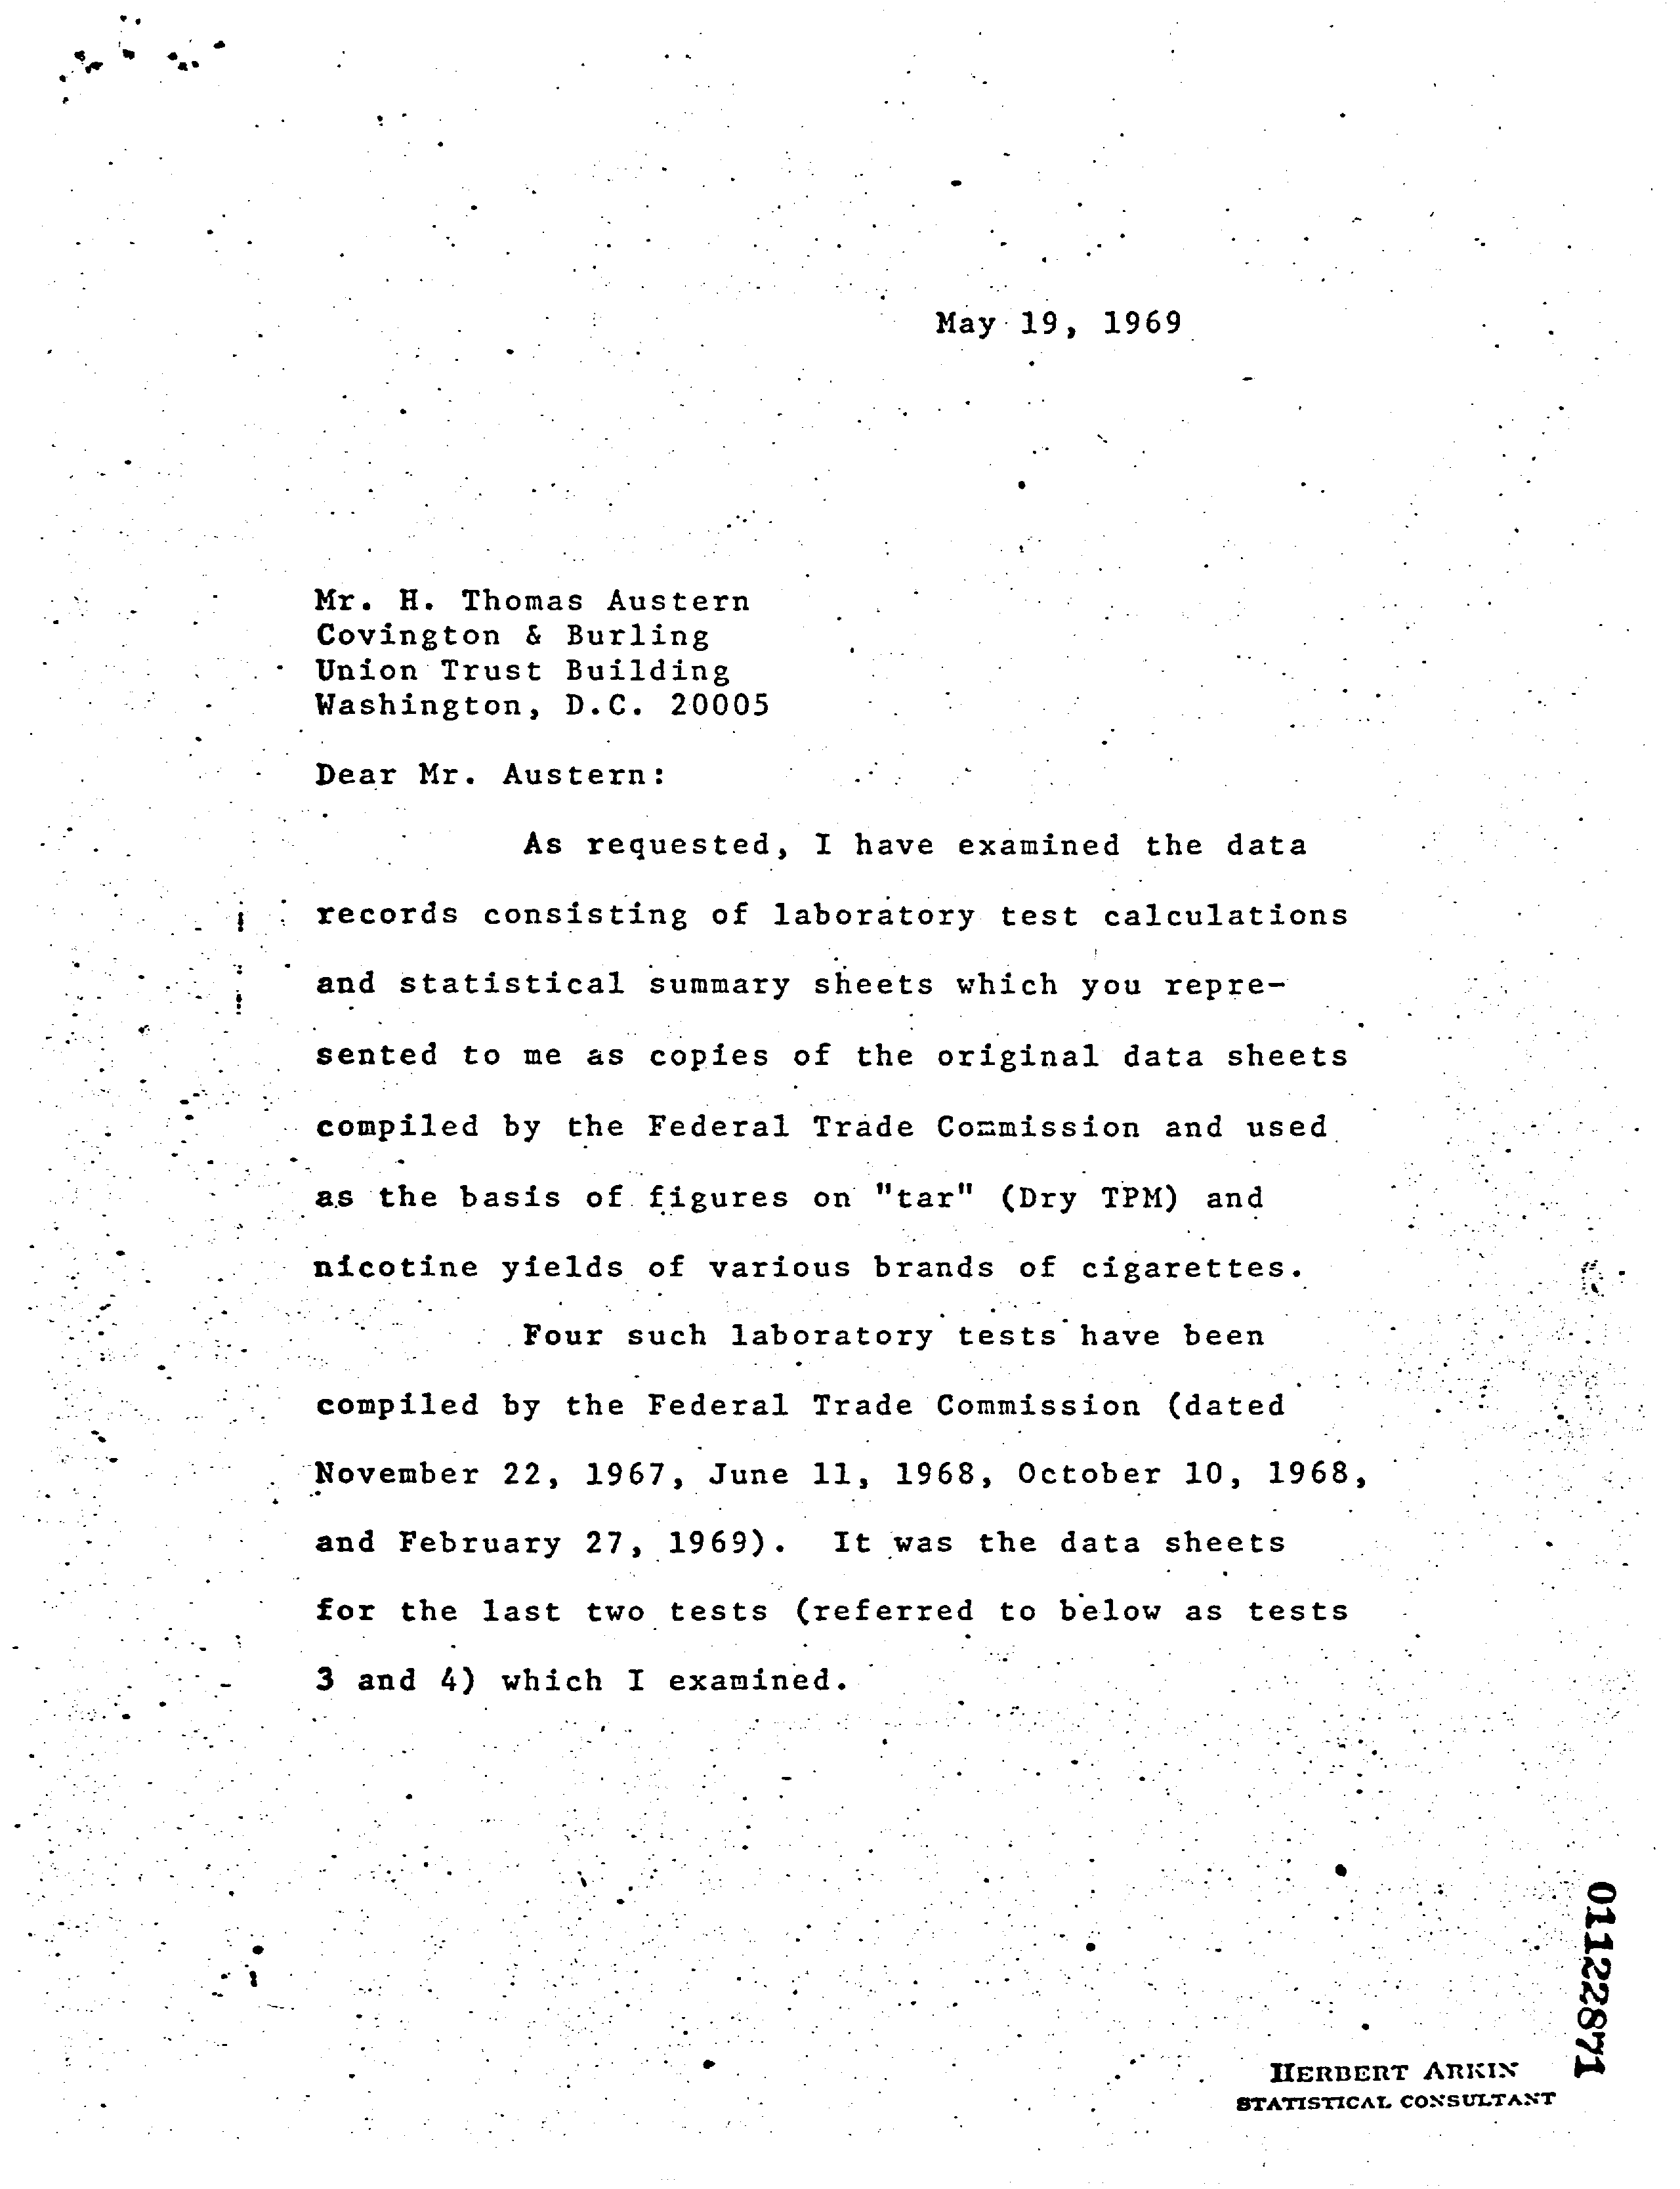 May 19, 1969
Mr. H. Thomas Austern
Covington & Burling
Union Trust Building
Washington, D.C. 20005
Dear Mr. Austern:
As requested, I have examined the data
records consisting of laboratory test calculations
and statistical summary sheets which you repre-
sented to me as copies of the original data sheets
compiled by the Federal Trade Commission and used
as the basis of figures on "tar" (Dry TPM) and
nicotine yields of various brands of cigarettes.
Four such laboratory tests have been
compiled by the Federal Trade Commission (dated
November 22, 1967, June 11, 1968, October 10, 1968,
and February 27, 1969). It was the data sheets
for the last two tests (referred to below as tests
3 and 4) which I examined.
01122871
HERBERT ARKIN
STATISTICAL CONSULTANT